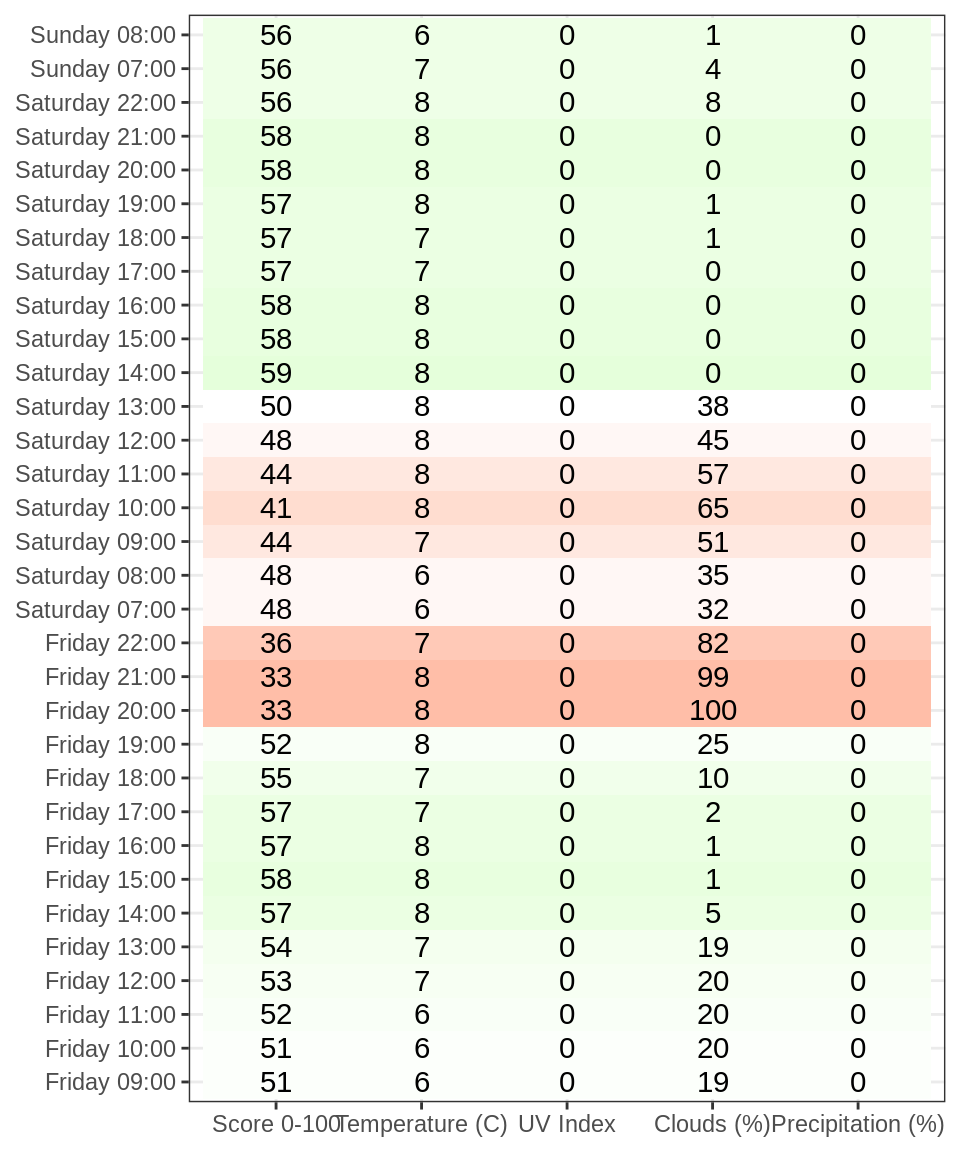 Sunday 08:00 56 6 0 1 0
Sunday 07:00 56 7 0 4 0
Saturday 22:00 56 8 0 8 0
Saturday 21:00 58 8 0 0 0
Saturday 20:00 58 8 0 0 0
Saturday 19:00 57 8 0 1 0
Saturday 18:00 57 7 0 1 0
Saturday 17:00 57 7 0 0 0
Saturday 16:00 58 8 0 0 0
Saturday 15:00 58 8 0 0 0
Saturday 14:00 59 8 0 0 0
Saturday 13:00 50 8 0 38 0
Saturday 12:00 48 8 0 45 0
Saturday 11:00 44 8 0 57 0
Saturday 10:00 41 8 0 65 0
Saturday 09:00 44 7 0 51 0
Saturday 08:00 48 6 0 35 0
Saturday 07:00 48 6 0 32 0
Friday 22:00 36 7 0 82 0
Friday 21:00 33 8 0 99 0
Friday 20:00 33 8 0 100 0
Friday 19:00 52 8 0 25 0
Friday 18:00 55 7 0 10 0
Friday 17:00 57 7 0 2 0
Friday 16:00 57 8 0 1 0
Friday 15:00 58 8 0 1 0
Friday 14:00 57 8 0 5 0
Friday 13:00 54 7 0 19 0
Friday 12:00 53 7 0 20 0
Friday 11:00 52 6 0 20 0
Friday 10:00 51 6 0 20 0
Friday 09:00 51 6 0 19 0
Score 0-100 Temperature (C) UV Index Clouds (%) Precipitation (%)